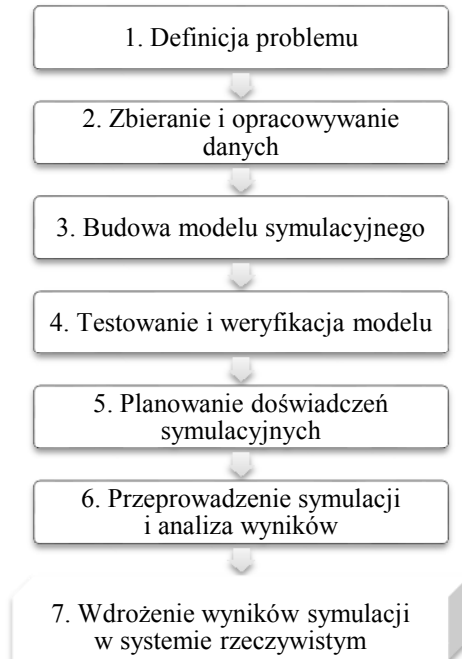 1. Definicja problemu
2. Zbieranie i opracowywanie
danych
3. Budowa modelu symulacyjnego
4. Testowanie i weryfikacja modelu
5. Planowanie doświadczeń
symulacyjnych
6. Przeprowadzenie symulacji
i analiza wyników
7. Wdrożenie wyników symulacji
w systemie rzeczywistym